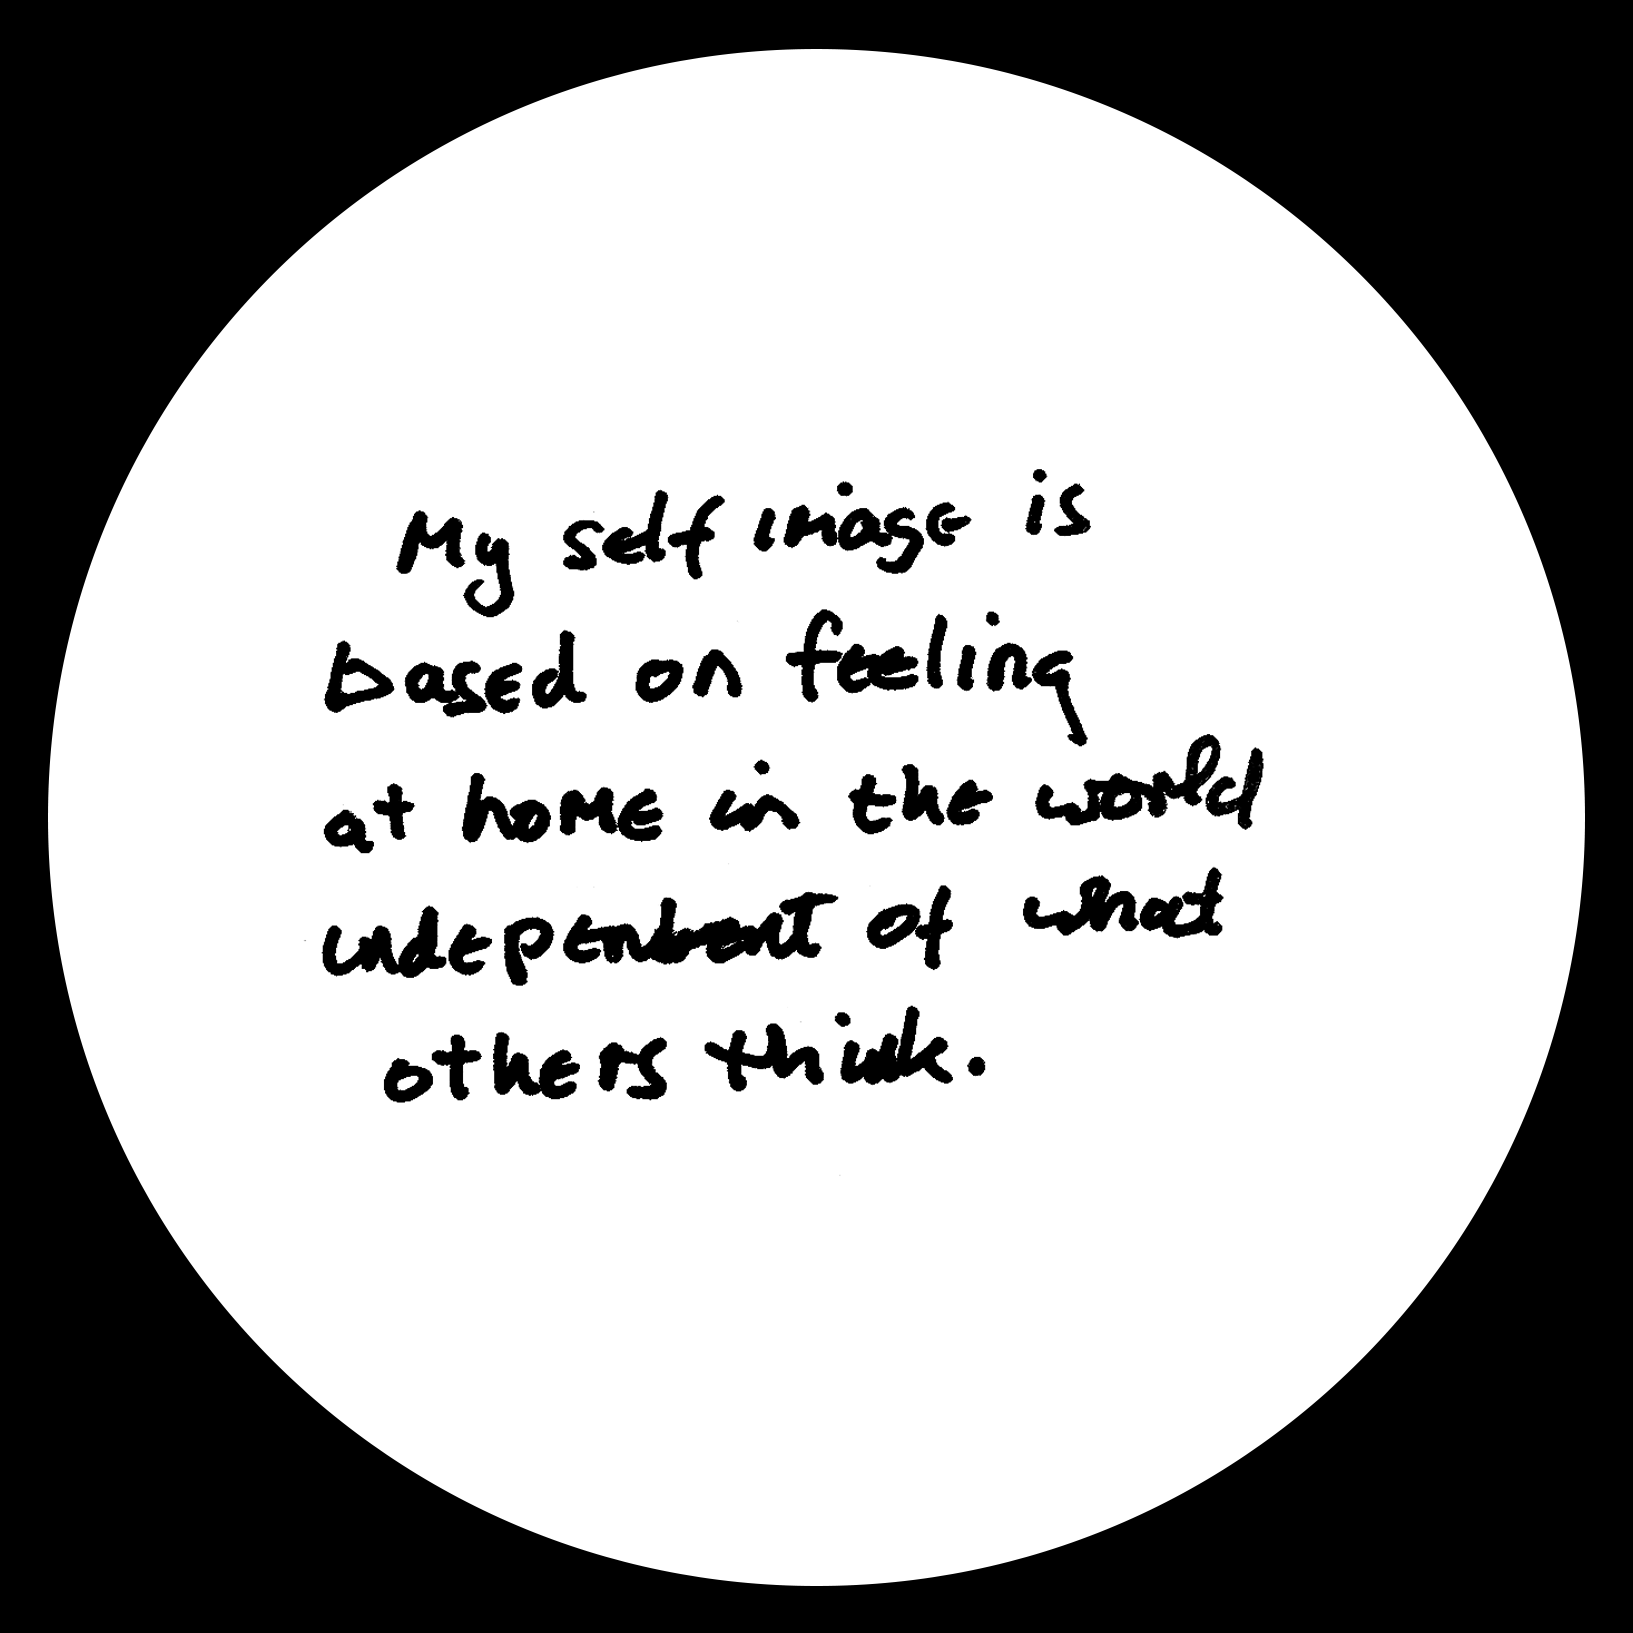 My self image is
based on feeling
at home in the world
independent of what
others think.